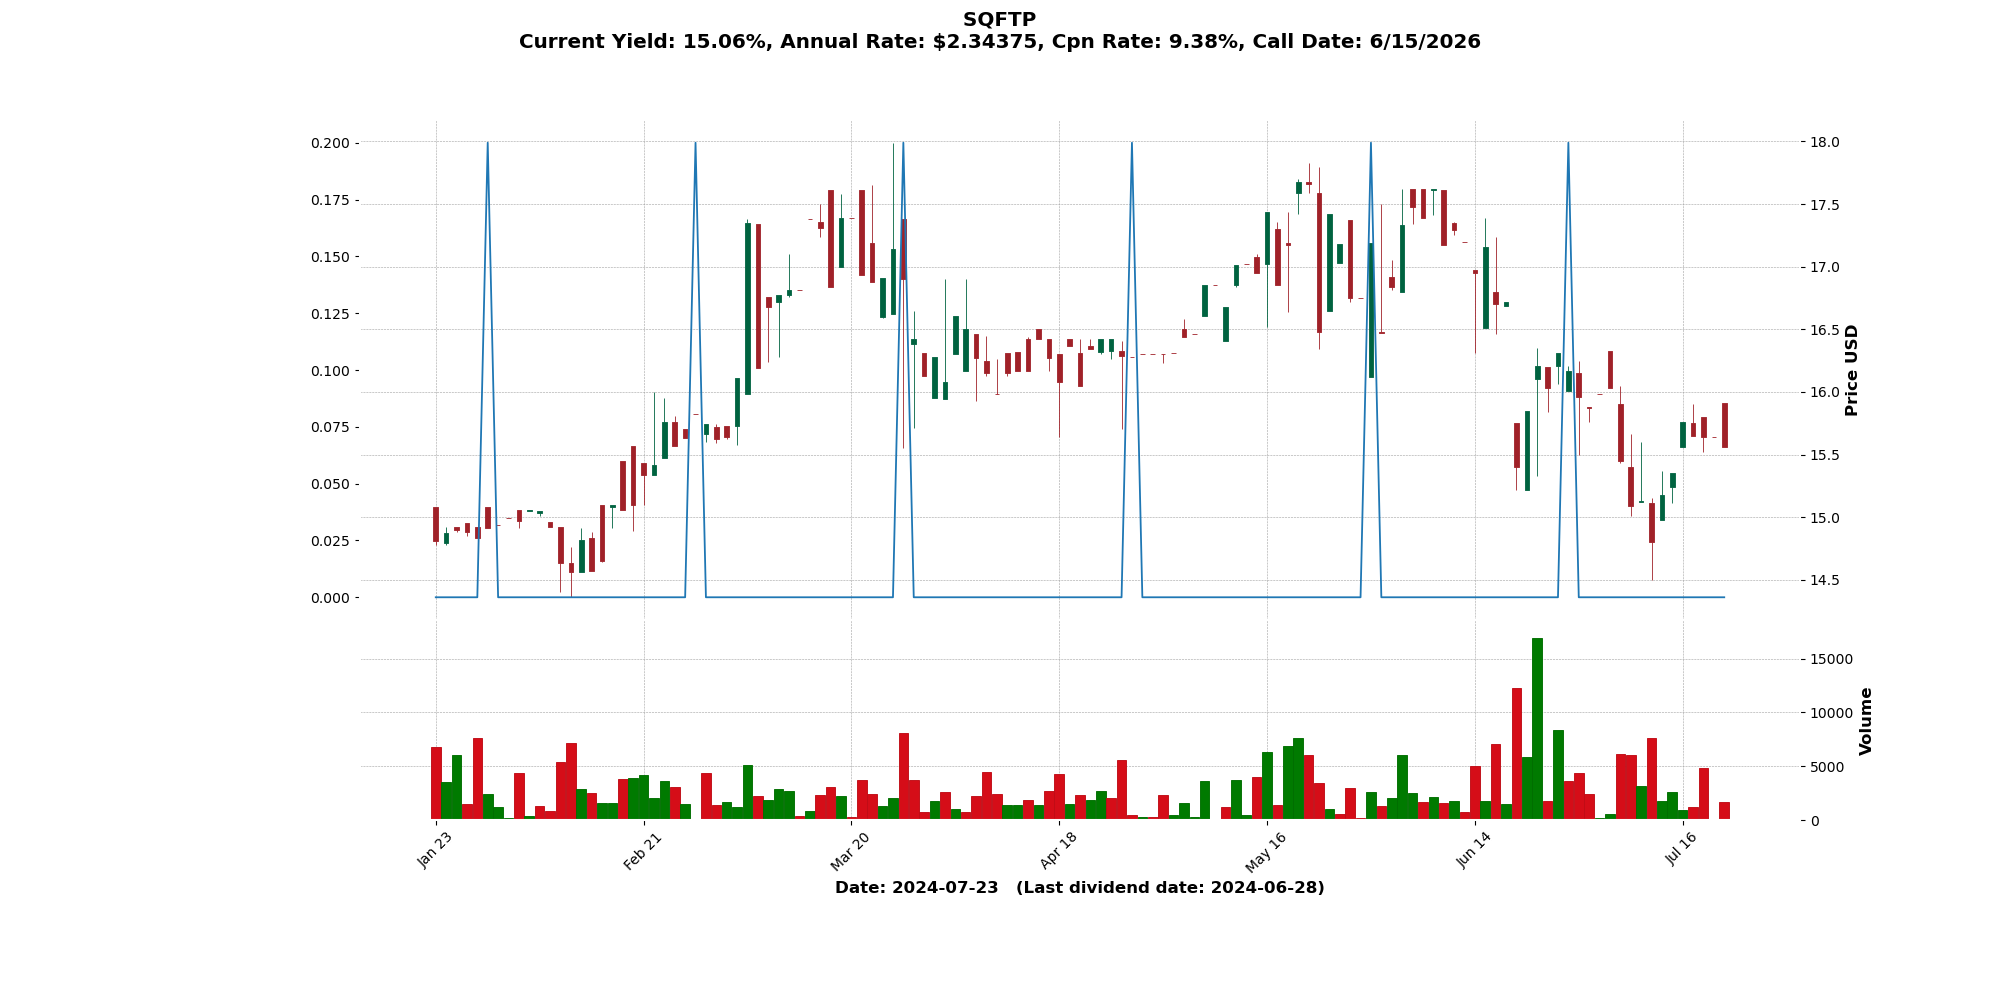 SQFTP
Current Yield: 15.06%, Annual Rate: $2.34375, Cpn Rate: 9.38%, Call Date: 6/15/2026
0.200
0.175
0.150
0.125
0.100
0.075
0.050
0.025
0.000
18.0
17.5
17.0
16.5
16.0
15.5
15.0
14.5
Price USD
15000
10000
5000
0
Volume
Jan 23
Feb 21
Mar 20
Apr 18
May 16
Jun 14
Jul 16
Date: 2024-07-23 (Last dividend date: 2024-06-28)